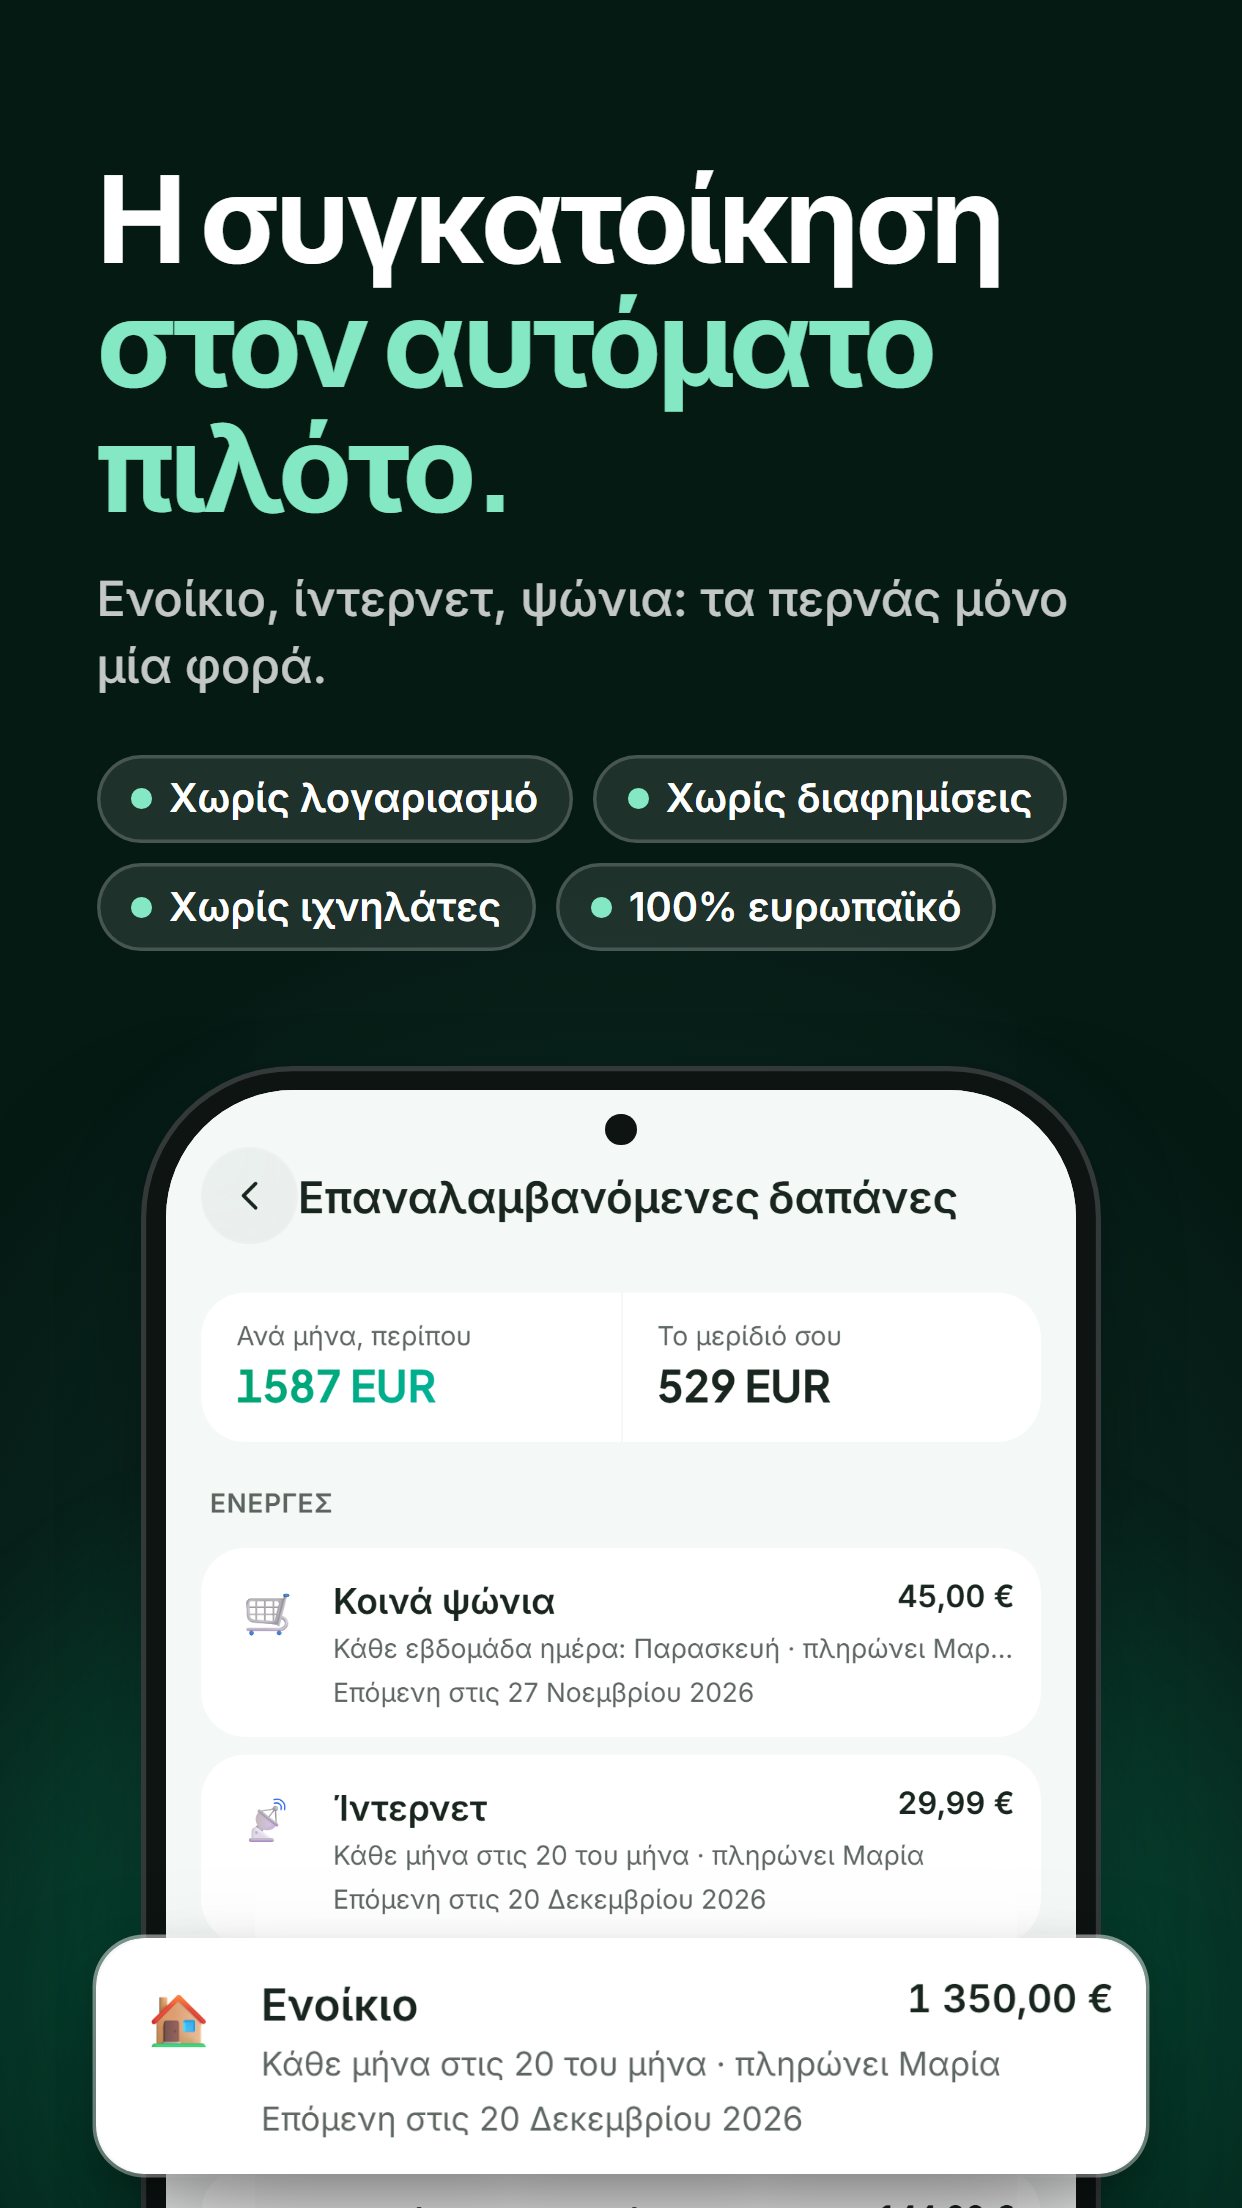 Η συγκατοίκηση
στον αυτόματο
πιλότο.
Ενοίκιο, ίντερνετ, ψώνια: τα περνάς μόνο
μία φορά.
Χωρίς λογαριασμό
Χωρίς διαφημίσεις
Χωρίς ιχνηλάτες
100% ευρωπαϊκό
Επαναλαμβανόμενες δαπάνες
Ανά μήνα, περίπου
Το μερίδιό σου
1587 EUR
529 EUR
ΕΝΕΡΓΕΣ
Κοινά ψώνια
45,00 €
Κάθε εβδομάδα ημέρα: Παρασκευή · πληρώνει Μαρ...
Επόμενη στις 27 Νοεμβρίου 2026
Ίντερνετ
29,99 €
Κάθε μήνα στις 20 του μήνα · πληρώνει Μαρία
Επόμενη στις 20 Δεκεμβρίου 2026
Ενοίκιο
1 350,00 €
Κάθε μήνα στις 20 του μήνα · πληρώνει Μαρία
Επόμενη στις 20 Δεκεμβρίου 2026